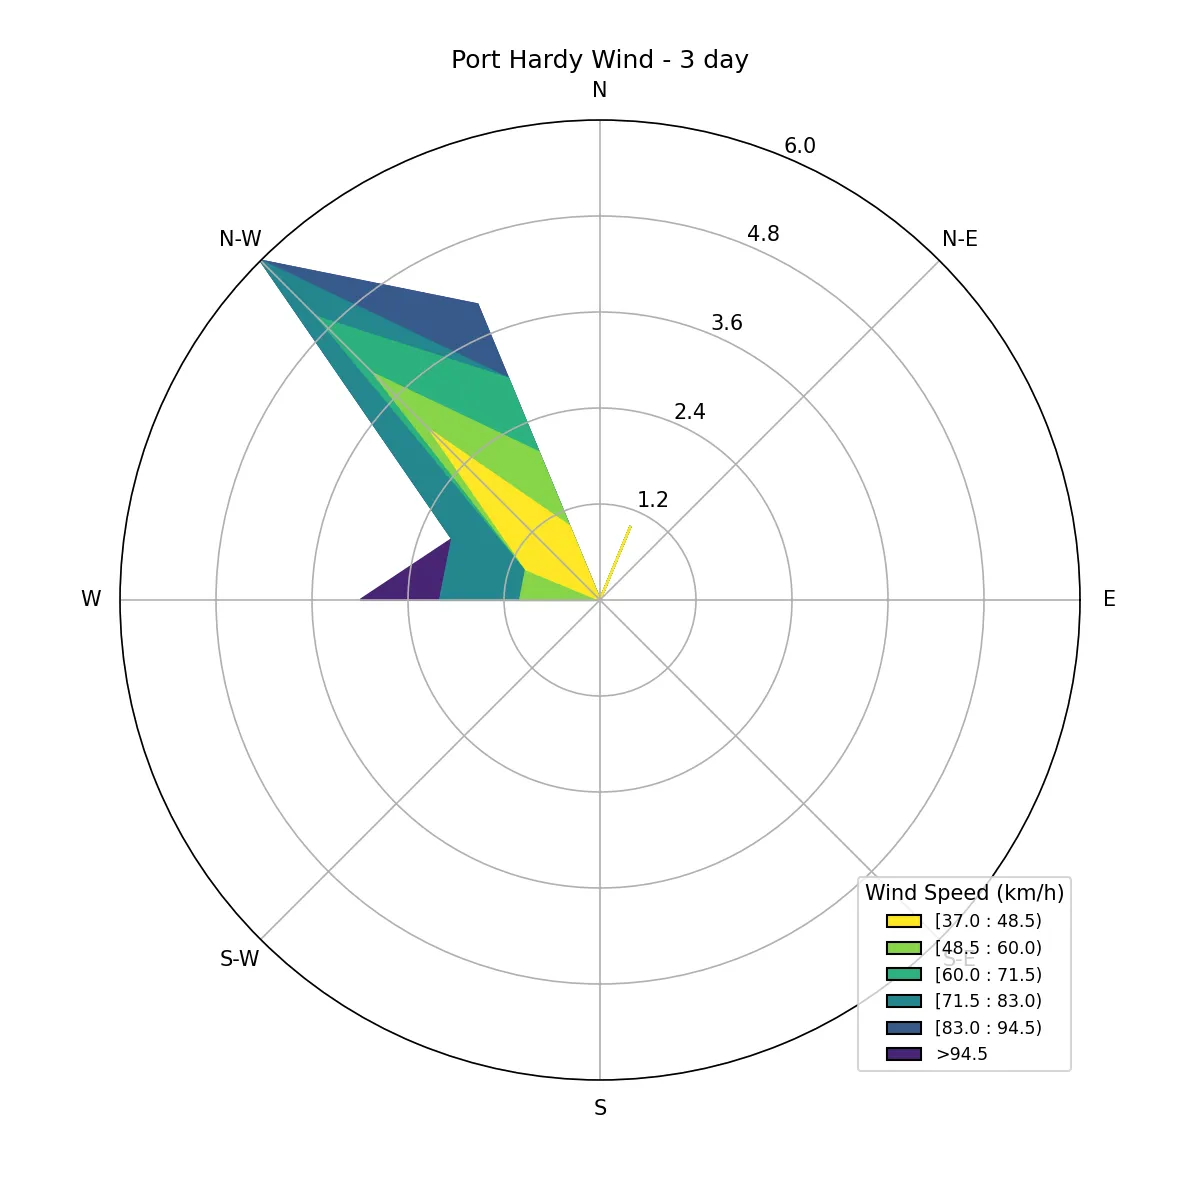 Port Hardy Wind - 3 day
N
6.0
4.8
N-W
N-E
3.6
2.4
1.2
W
E
Wind Speed (km/h)
[37.0 : 48.5)
[48.5 : 60.0)
S-W
S-E
[60.0 : 71.5)
[71.5 : 83.0)
[83.0 : 94.5)
>94.5
S